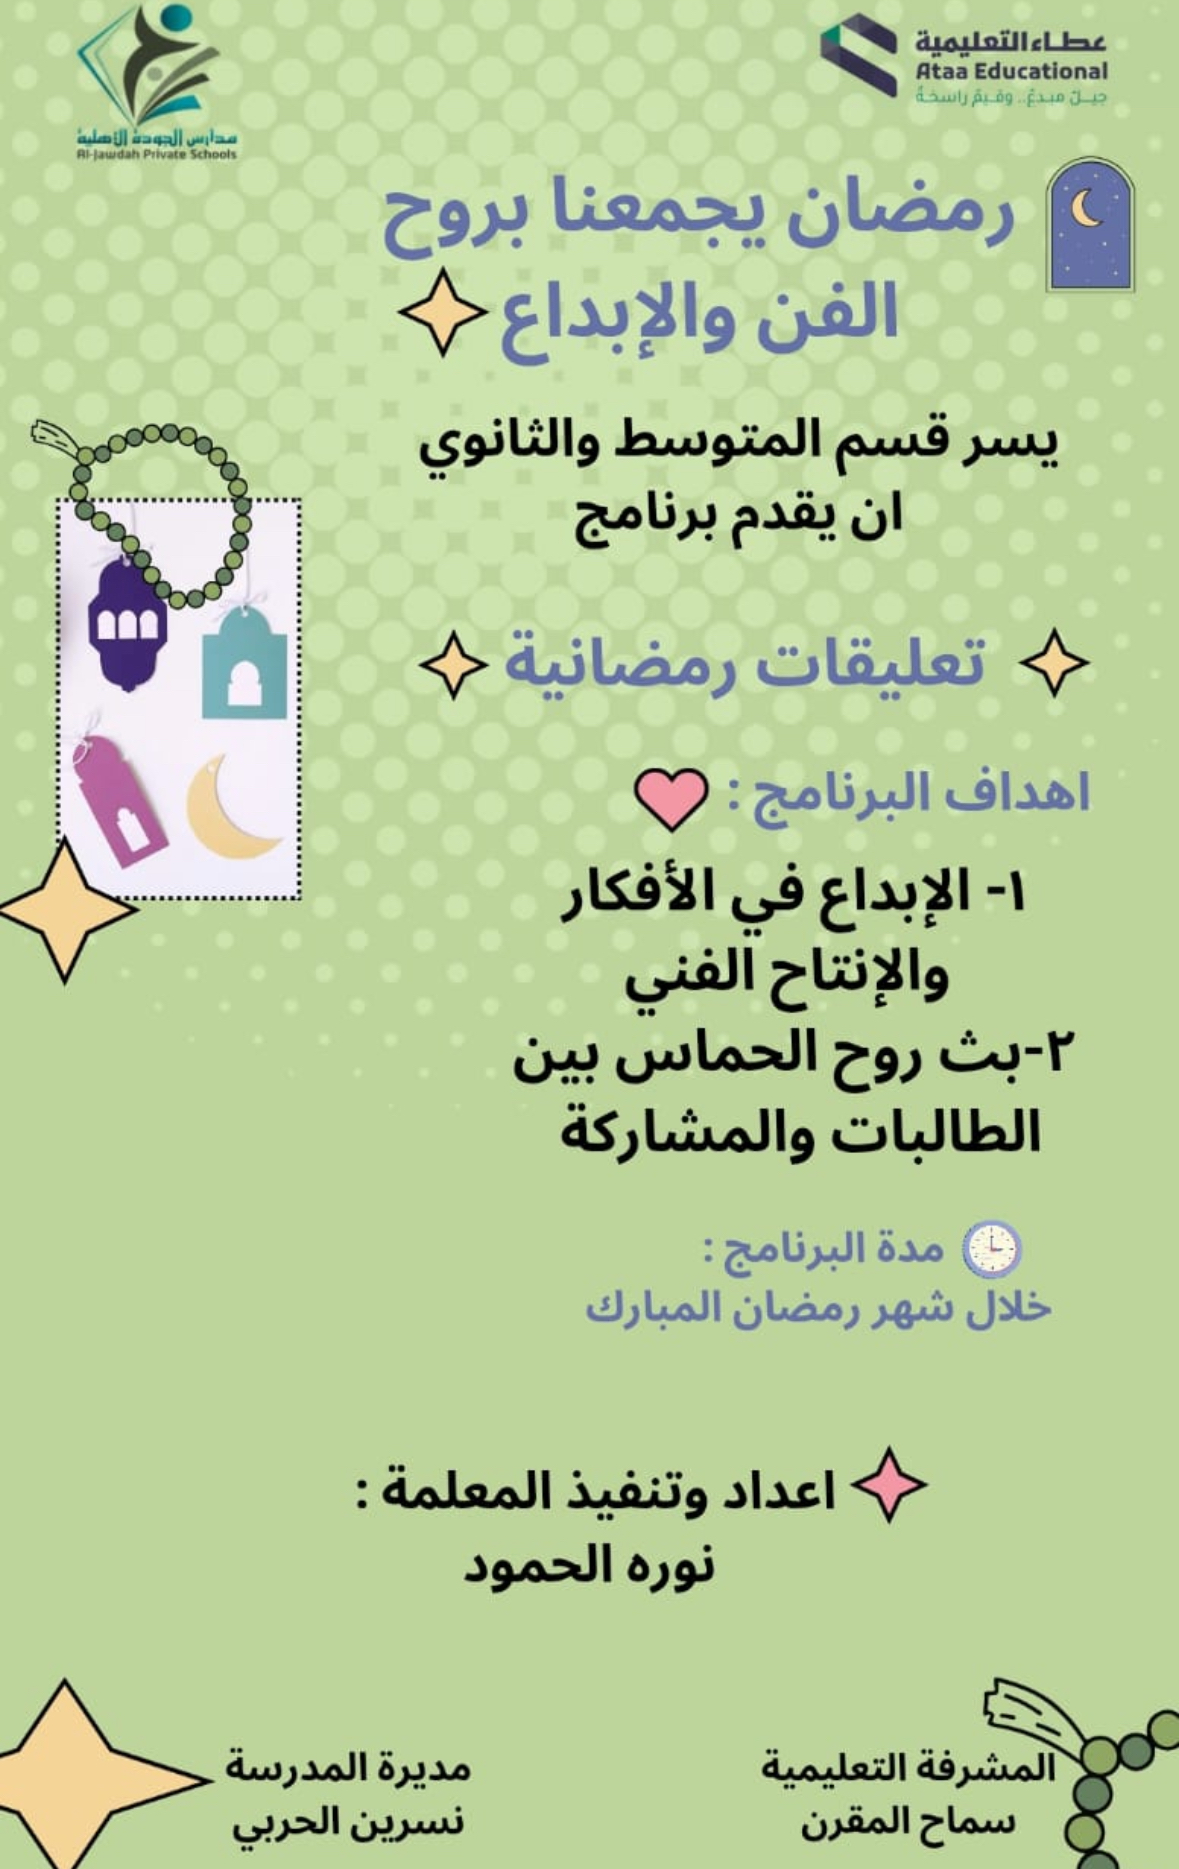 مدارس الجودة الأهلية
Al-Jawdah Private Schools
عطاء التعليمية
Ataa Educational
جيل مبدع.. وقيم راسخة
رمضان يجمعنا بروح
الفن والإبداع
يسر قسم المتوسط والثانوي
ان يقدم برنامج
تعليقات رمضانية
اهداف البرنامج :
١- الإبداع في الأفكار
والإنتاح الفني
٢-بث روح الحماس بين
الطالبات والمشاركة
مدة البرنامج :
خلال شهر رمضان المبارك
اعداد وتنفيذ المعلمة :
نوره الحمود
المشرفة التعليمية
سماح المقرن
مديرة المدرسة
نسرين الحربي